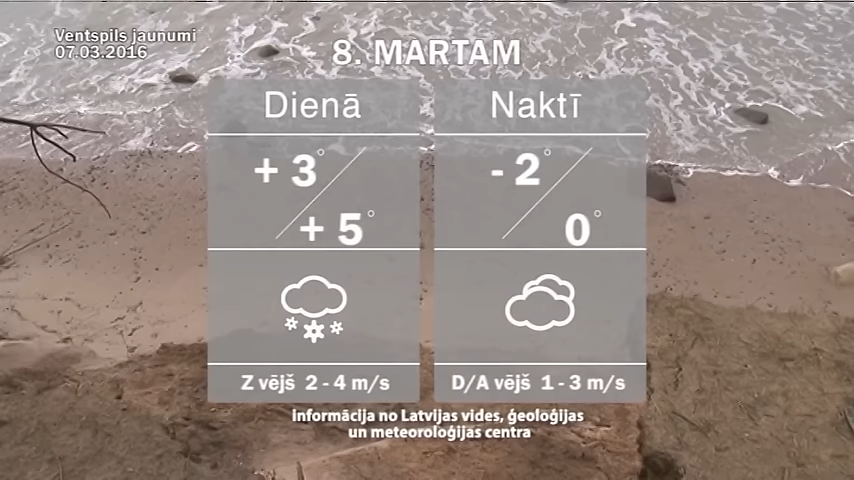 Ventspils jaunumi
07.03.2016
8. MARTAM
Dienā
Naktī
+ 3°
+ 5°
- 2°
0°
Z vējš 2 - 4 m/s
D/A vējš 1 - 3 m/s
Informācija no Latvijas vides, ģeoloģijas
un meteoroloģijas centra